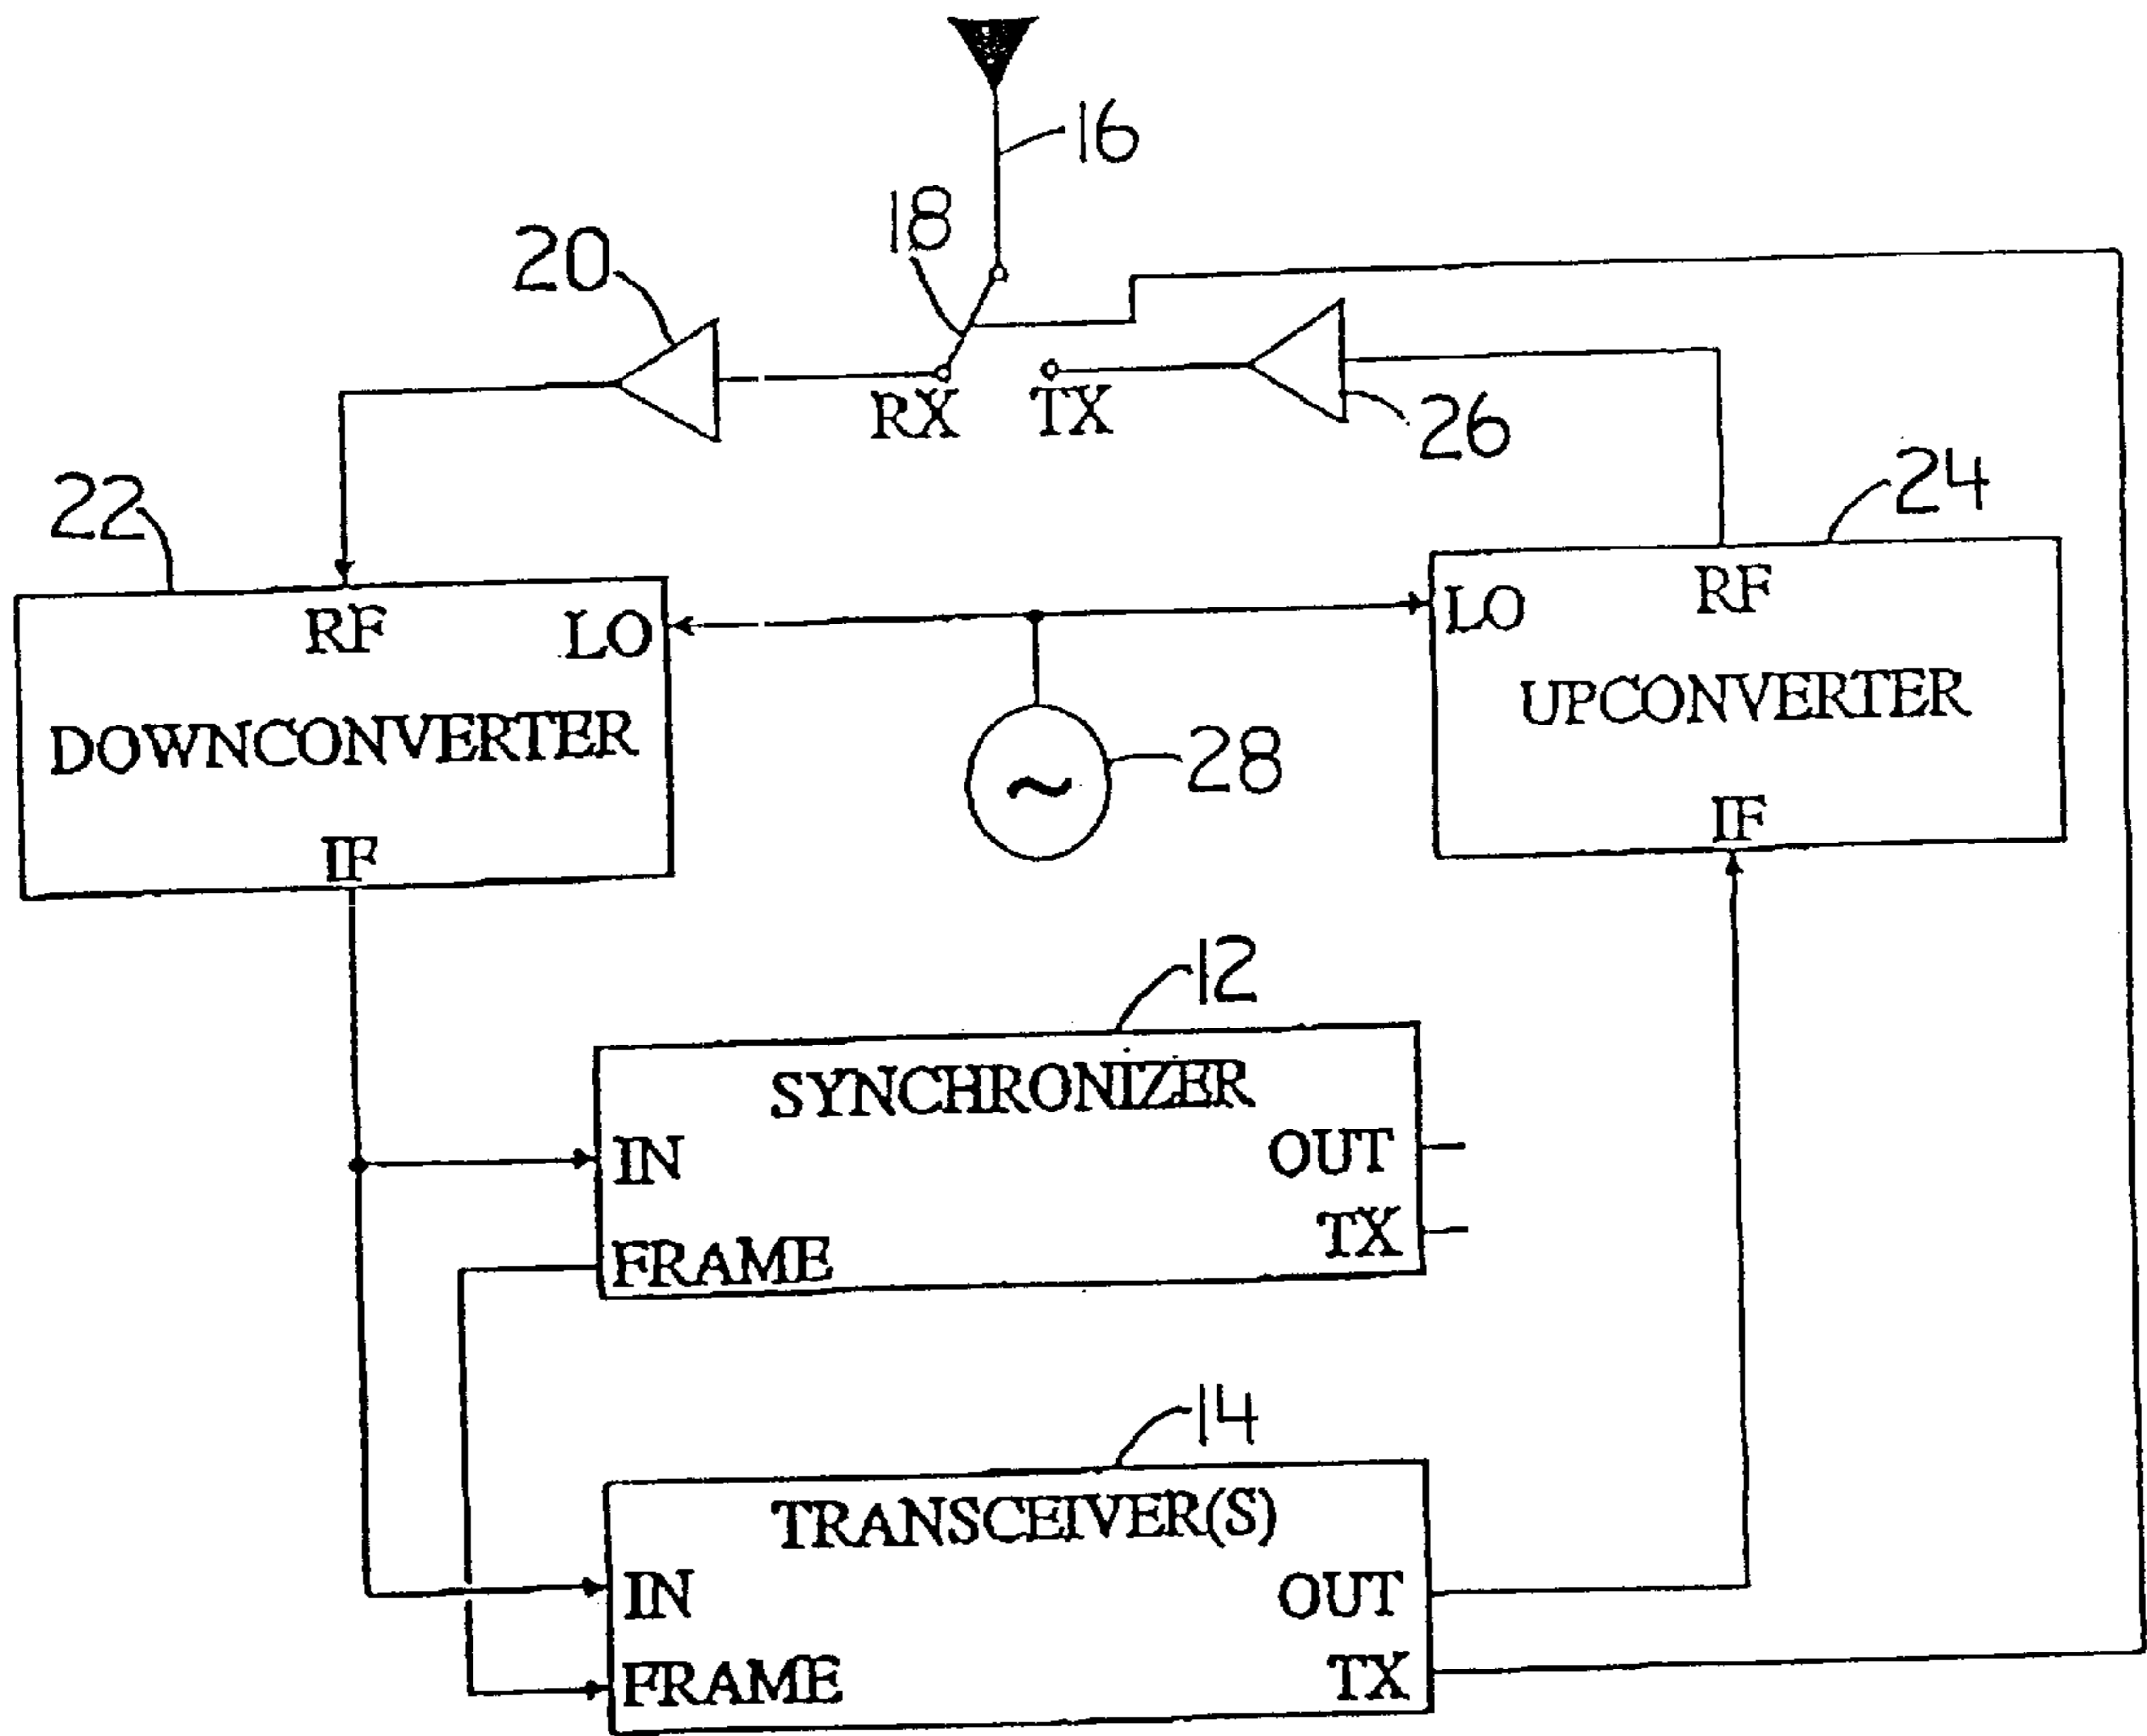 16
18
20
RX
TX
26
22
24
RF
LO
DOWNCONVERTER
IF
LO
RF
UPCONVERTER
IF
28
12
SYNCHRONIZER
IN
OUT
TX
FRAME
14
TRANSCEIVER(S)
IN
OUT
FRAME
TX
~